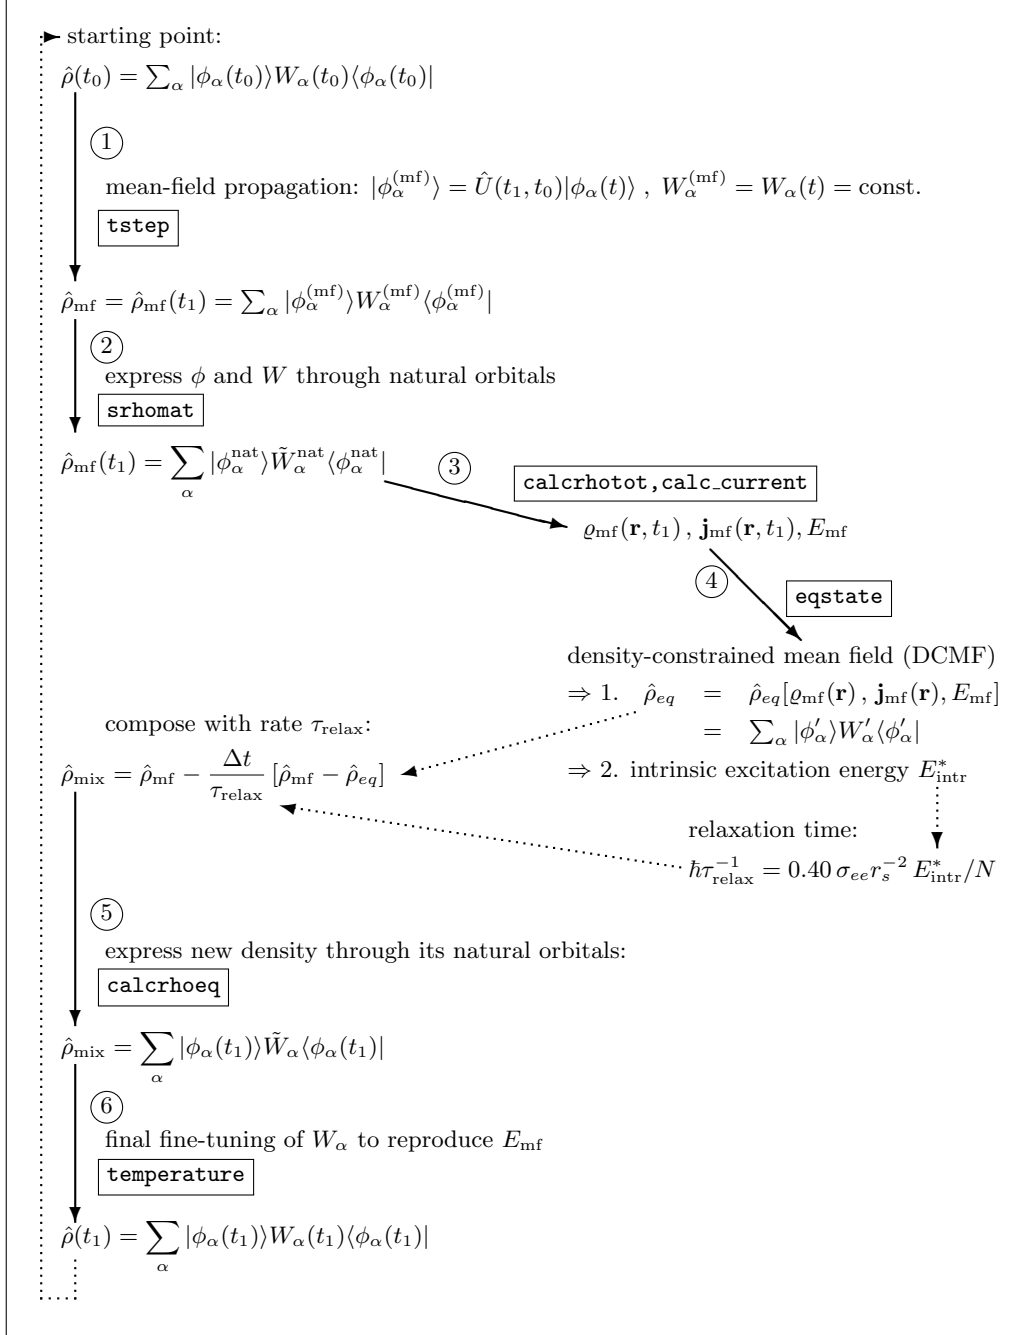 starting point:
ρ̂(t₀) = ∑_α |φ_α(t₀)⟩W_α(t₀)⟨φ_α(t₀)|
1
mean-field propagation: |φ_α^(mf)⟩ = Û(t₁, t₀)|φ_α(t)⟩ , W_α^(mf) = W_α(t) = const.
tstep
ρ̂_mf = ρ̂_mf(t₁) = ∑_α |φ_α^(mf)⟩W_α^(mf)⟨φ_α^(mf)|
2
express φ and W through natural orbitals
srhomat
ρ̂_mf(t₁) = ∑_α |φ_α^nat⟩W̃_α^nat⟨φ_α^nat|
3
calcrhotot,calc_current
ϱ_mf(𝐫, t₁) , 𝐣_mf(𝐫, t₁), E_mf
4
eqstate
density-constrained mean field (DCMF)
⇒ 1. ρ̂_eq = ρ̂_eq[ϱ_mf(𝐫) , 𝐣_mf(𝐫), E_mf]
= ∑_α |φ′_α⟩W′_α⟨φ′_α|
⇒ 2. intrinsic excitation energy E*_intr
relaxation time:
ℏτ_relax^−1 = 0.40 σ_ee r_s^−2 E*_intr/N
compose with rate τ_relax:
ρ̂_mix = ρ̂_mf − Δt/τ_relax [ρ̂_mf − ρ̂_eq]
5
express new density through its natural orbitals:
calcrhoeq
ρ̂_mix = ∑_α |φ_α(t₁)⟩W̃_α⟨φ_α(t₁)|
6
final fine-tuning of W_α to reproduce E_mf
temperature
ρ̂(t₁) = ∑_α |φ_α(t₁)⟩W_α(t₁)⟨φ_α(t₁)|